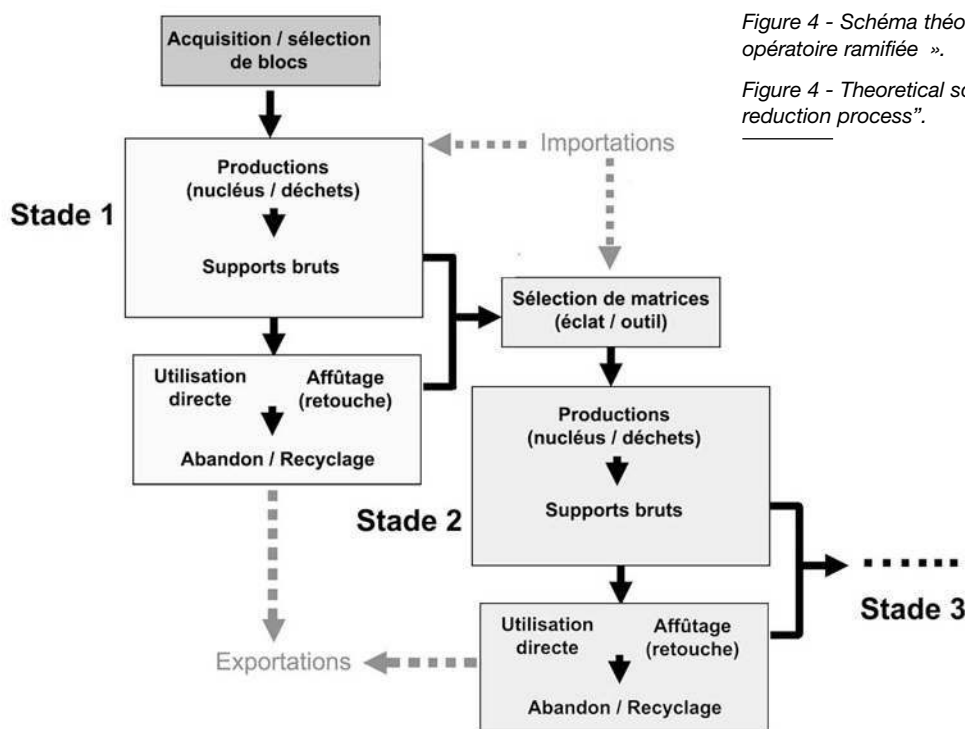 Acquisition / sélection
de blocs
Figure 4 - Schéma
opératoire ramifiée ».
Figure 4 - Theoretical
reduction process”.
Importations
Stade 1
Productions
(nucléus / déchets)
Supports bruts
Sélection de matrices
(éclat / outil)
Utilisation
directe
Affûtage
(retouche)
Abandon / Recyclage
Stade 2
Productions
(nucléus / déchets)
Supports bruts
Stade 3
Utilisation
directe
Affûtage
(retouche)
Abandon / Recyclage
Exportations